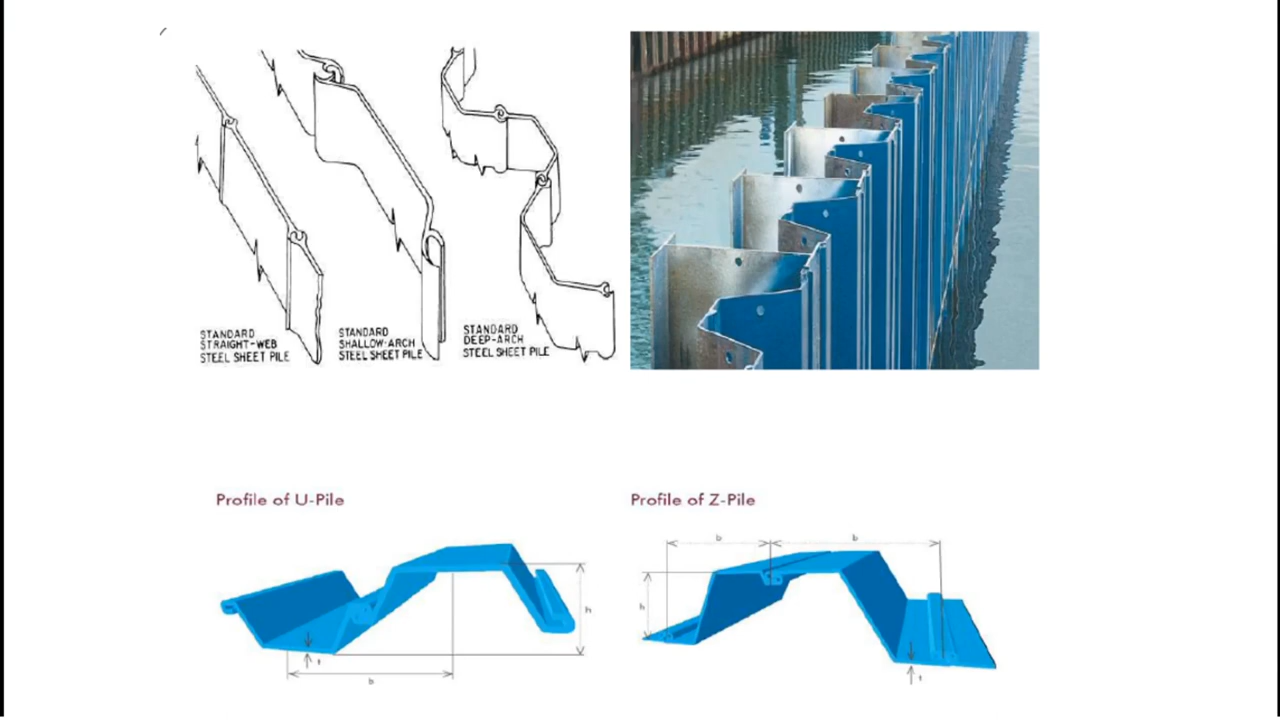 STANDARD
STRAIGHT-WEB
STEEL SHEET PILE
STANDARD
SHALLOW-ARCH
STEEL SHEET PILE
STANDARD
DEEP-ARCH
STEEL SHEET PILE
Profile of U-Pile
h
t
b
Profile of Z-Pile
b
b
h
t